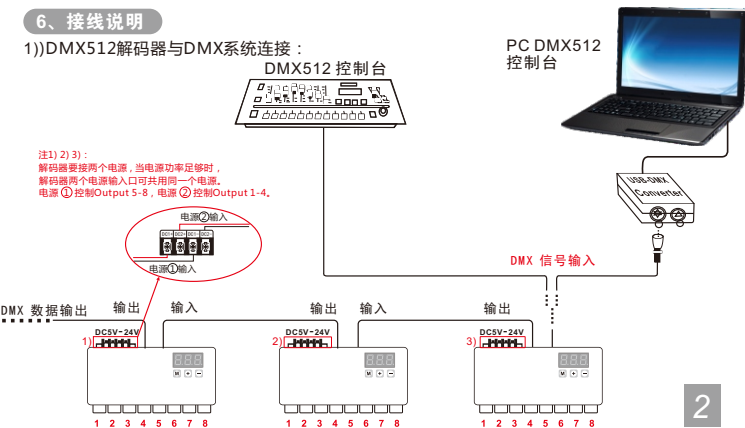 6、接线说明
1))DMX512解码器与DMX系统连接：
DMX512 控制台
PC DMX512
控制台
注1) 2) 3)：
解码器要接两个电源，当电源功率足够时，
解码器两个电源输入口可共用同一个电源。
电源 ① 控制Output 5-8，电源 ② 控制Output 1-4。
电源②输入
DC1+ DC2+ DC1- DC2-
电源①输入
USB-DMX
Converter
DMX 信号输入
DMX 数据输出
输出
输入
输出
输入
输出
DC5V-24V
DC5V-24V
DC5V-24V
1)
2)
3)
888
888
888
M + −
M + −
M + −
1 2 3 4 5 6 7 8
1 2 3 4 5 6 7 8
1 2 3 4 5 6 7 8
2